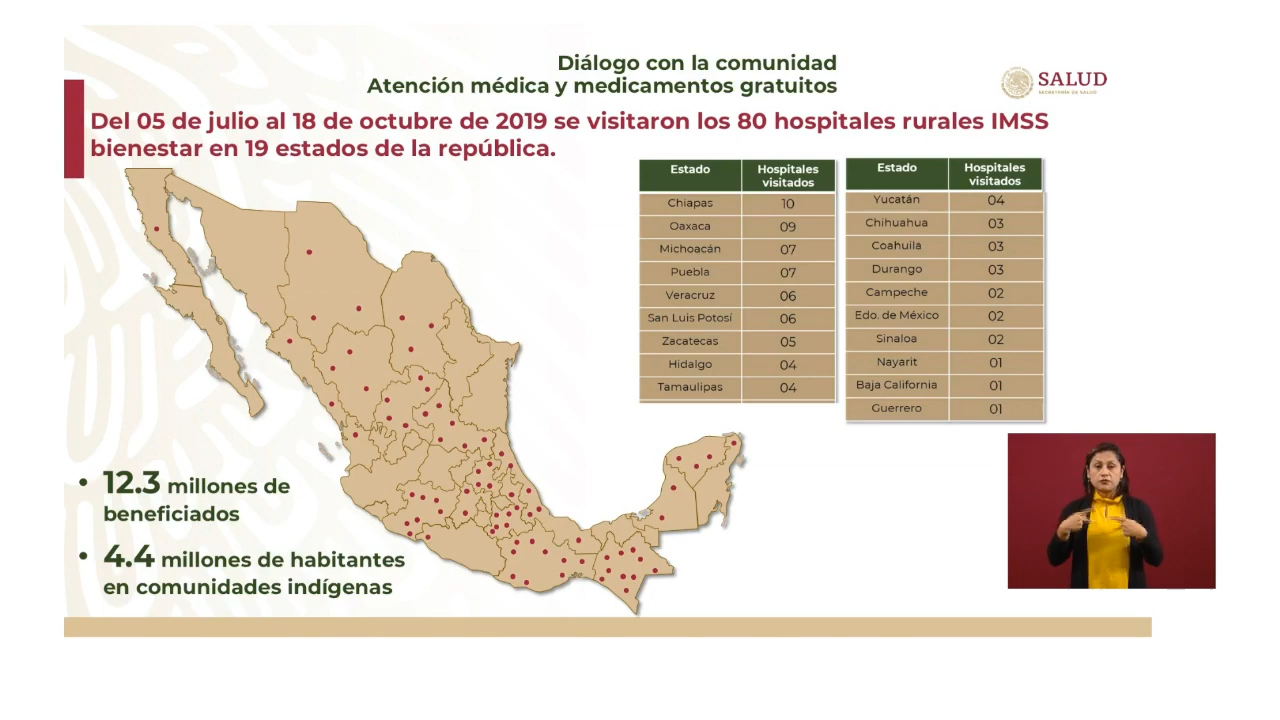 Diálogo con la comunidad
Atención médica y medicamentos gratuitos
SALUD
SECRETARÍA DE SALUD
Del 05 de julio al 18 de octubre de 2019 se visitaron los 80 hospitales rurales IMSS
bienestar en 19 estados de la república.
Estado Hospitales visitados
Chiapas 10
Oaxaca 09
Michoacán 07
Puebla 07
Veracruz 06
San Luis Potosí 06
Zacatecas 05
Hidalgo 04
Tamaulipas 04
Estado Hospitales visitados
Yucatán 04
Chihuahua 03
Coahuila 03
Durango 03
Campeche 02
Edo. de México 02
Sinaloa 02
Nayarit 01
Baja California 01
Guerrero 01
• 12.3 millones de
beneficiados
• 4.4 millones de habitantes
en comunidades indígenas